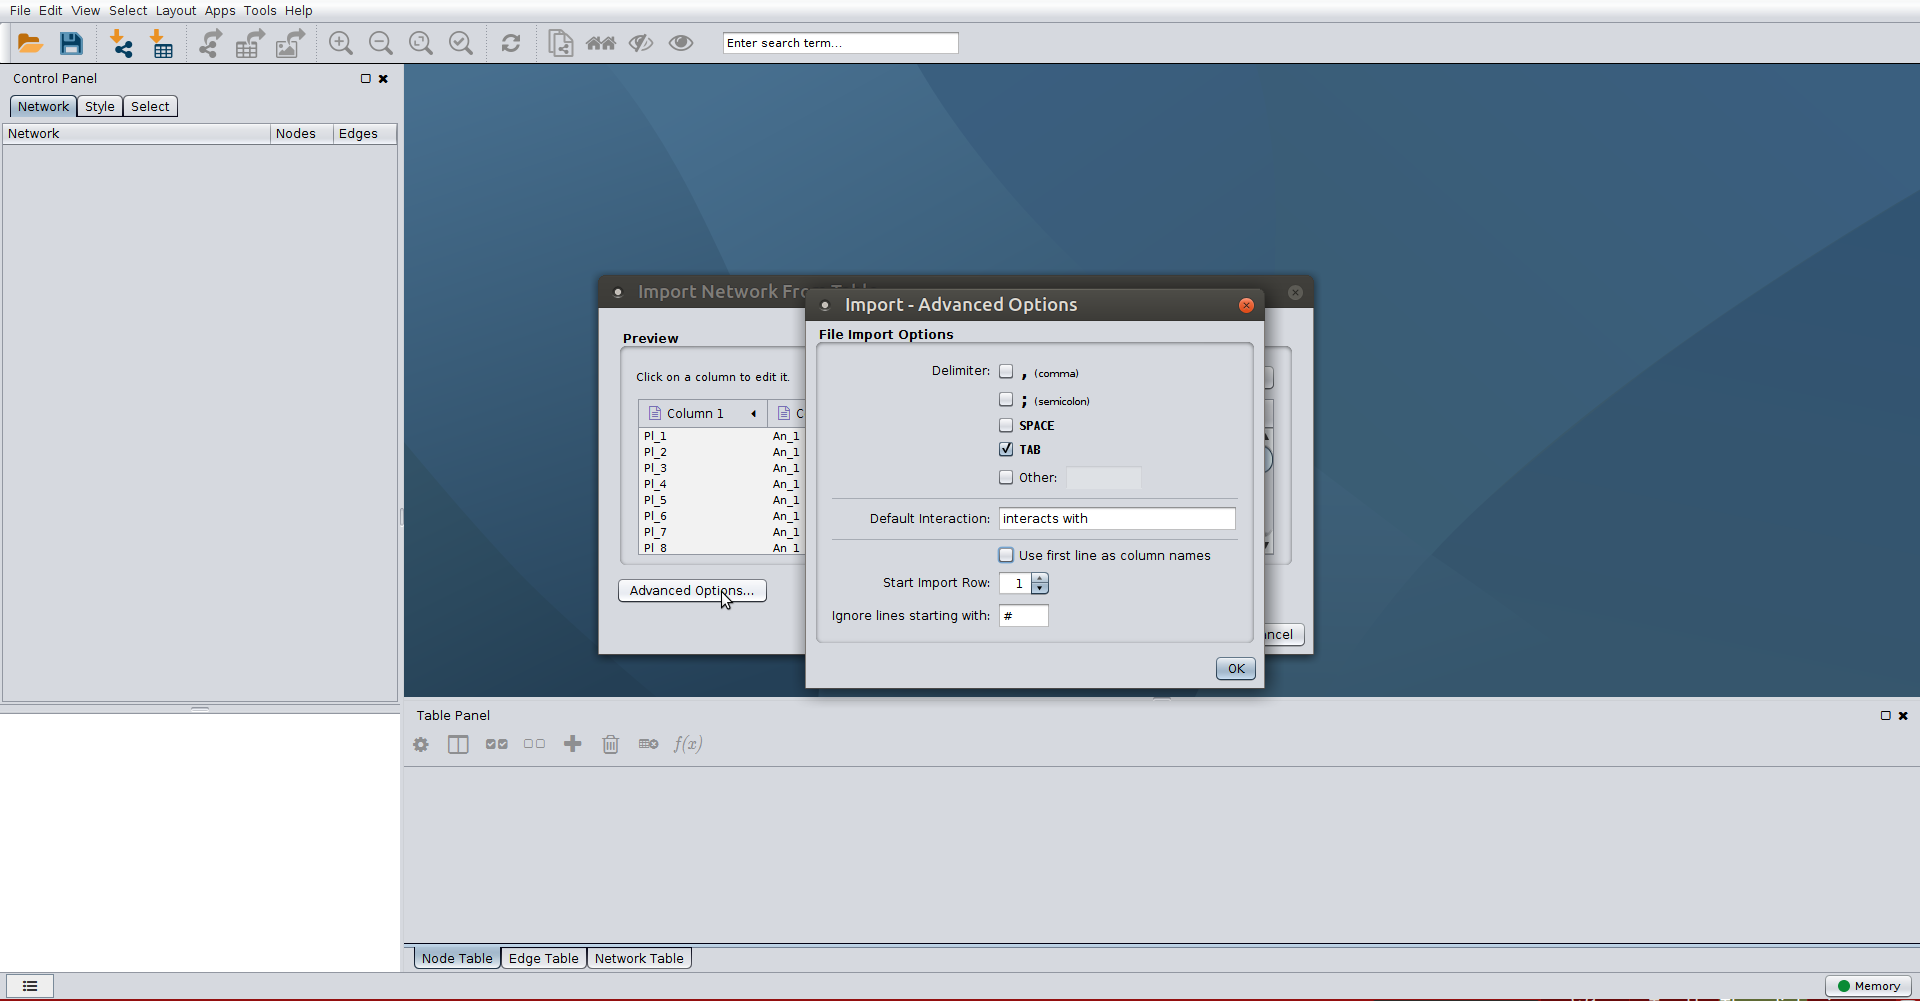 File Edit View Select Layout Apps Tools Help
Enter search term...
Control Panel
Network Style Select
Network Nodes Edges
Import Network
Import - Advanced Options
File Import Options
Preview
Click on a column to edit it.
Column 1 C
Pl_1 An_1
Pl_2 An_1
Pl_3 An_1
Pl_4 An_1
Pl_5 An_1
Pl_6 An_1
Pl_7 An_1
Pl_8 An_1
Advanced Options...
Delimiter: , (comma)
; (semicolon)
SPACE
TAB
Other:
Default Interaction: interacts with
Use first line as column names
Start Import Row: 1
Ignore lines starting with: #
ncel
OK
Table Panel
f(x)
Node Table Edge Table Network Table
Memory